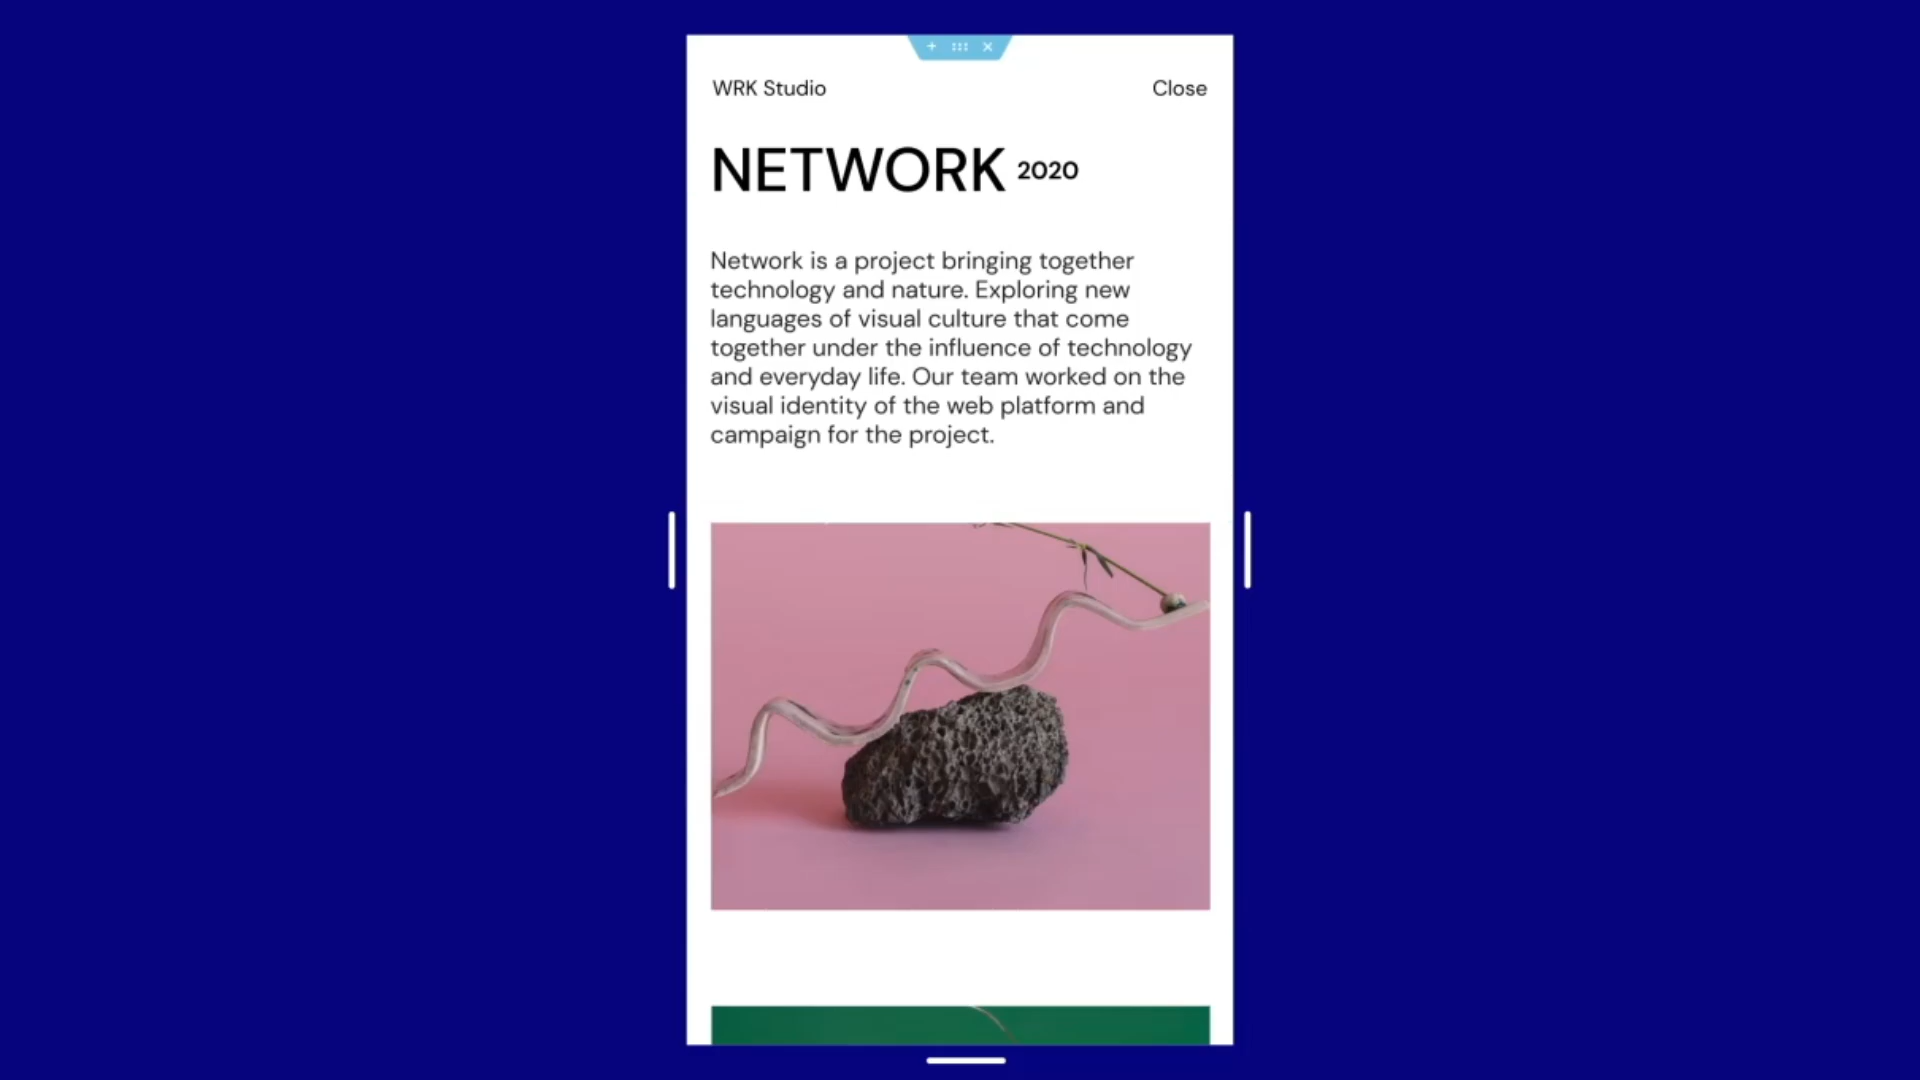 WRK Studio Close
NETWORK 2020
Network is a project bringing together
technology and nature. Exploring new
languages of visual culture that come
together under the influence of technology
and everyday life. Our team worked on the
visual identity of the web platform and
campaign for the project.